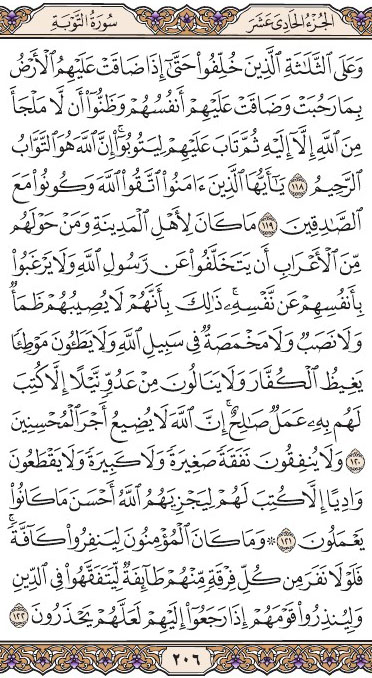 الجزء الحادي عشر سورة التوبة
وَعَلَى ٱلثَّلَٰثَةِ ٱلَّذِينَ خُلِّفُوا۟ حَتَّىٰٓ إِذَا ضَاقَتْ عَلَيْهِمُ ٱلْأَرْضُ
بِمَا رَحُبَتْ وَضَاقَتْ عَلَيْهِمْ أَنفُسُهُمْ وَظَنُّوٓا۟ أَن لَّا مَلْجَأَ
مِنَ ٱللَّهِ إِلَّآ إِلَيْهِ ثُمَّ تَابَ عَلَيْهِمْ لِيَتُوبُوٓا۟ ۚ إِنَّ ٱللَّهَ هُوَ ٱلتَّوَّابُ
ٱلرَّحِيمُ ١١٨ يَٰٓأَيُّهَا ٱلَّذِينَ ءَامَنُوا۟ ٱتَّقُوا۟ ٱللَّهَ وَكُونُوا۟ مَعَ
ٱلصَّٰدِقِينَ ١١٩ مَا كَانَ لِأَهْلِ ٱلْمَدِينَةِ وَمَنْ حَوْلَهُم
مِّنَ ٱلْأَعْرَابِ أَن يَتَخَلَّفُوا۟ عَن رَّسُولِ ٱللَّهِ وَلَا يَرْغَبُوا۟
بِأَنفُسِهِمْ عَن نَّفْسِهِۦ ۚ ذَٰلِكَ بِأَنَّهُمْ لَا يُصِيبُهُمْ ظَمَأٌ
وَلَا نَصَبٌ وَلَا مَخْمَصَةٌ فِى سَبِيلِ ٱللَّهِ وَلَا يَطَـُٔونَ مَوْطِئًا
يَغِيظُ ٱلْكُفَّارَ وَلَا يَنَالُونَ مِنْ عَدُوٍّ نَّيْلًا إِلَّا كُتِبَ
لَهُم بِهِۦ عَمَلٌ صَٰلِحٌ ۚ إِنَّ ٱللَّهَ لَا يُضِيعُ أَجْرَ ٱلْمُحْسِنِينَ
١٢٠ وَلَا يُنفِقُونَ نَفَقَةً صَغِيرَةً وَلَا كَبِيرَةً وَلَا يَقْطَعُونَ
وَادِيًا إِلَّا كُتِبَ لَهُمْ لِيَجْزِيَهُمُ ٱللَّهُ أَحْسَنَ مَا كَانُوا۟
يَعْمَلُونَ ١٢١ ۞ وَمَا كَانَ ٱلْمُؤْمِنُونَ لِيَنفِرُوا۟ كَآفَّةً ۚ
فَلَوْلَا نَفَرَ مِن كُلِّ فِرْقَةٍ مِّنْهُمْ طَآئِفَةٌ لِّيَتَفَقَّهُوا۟ فِى ٱلدِّينِ
وَلِيُنذِرُوا۟ قَوْمَهُمْ إِذَا رَجَعُوٓا۟ إِلَيْهِمْ لَعَلَّهُمْ يَحْذَرُونَ ١٢٢
٢٠٦